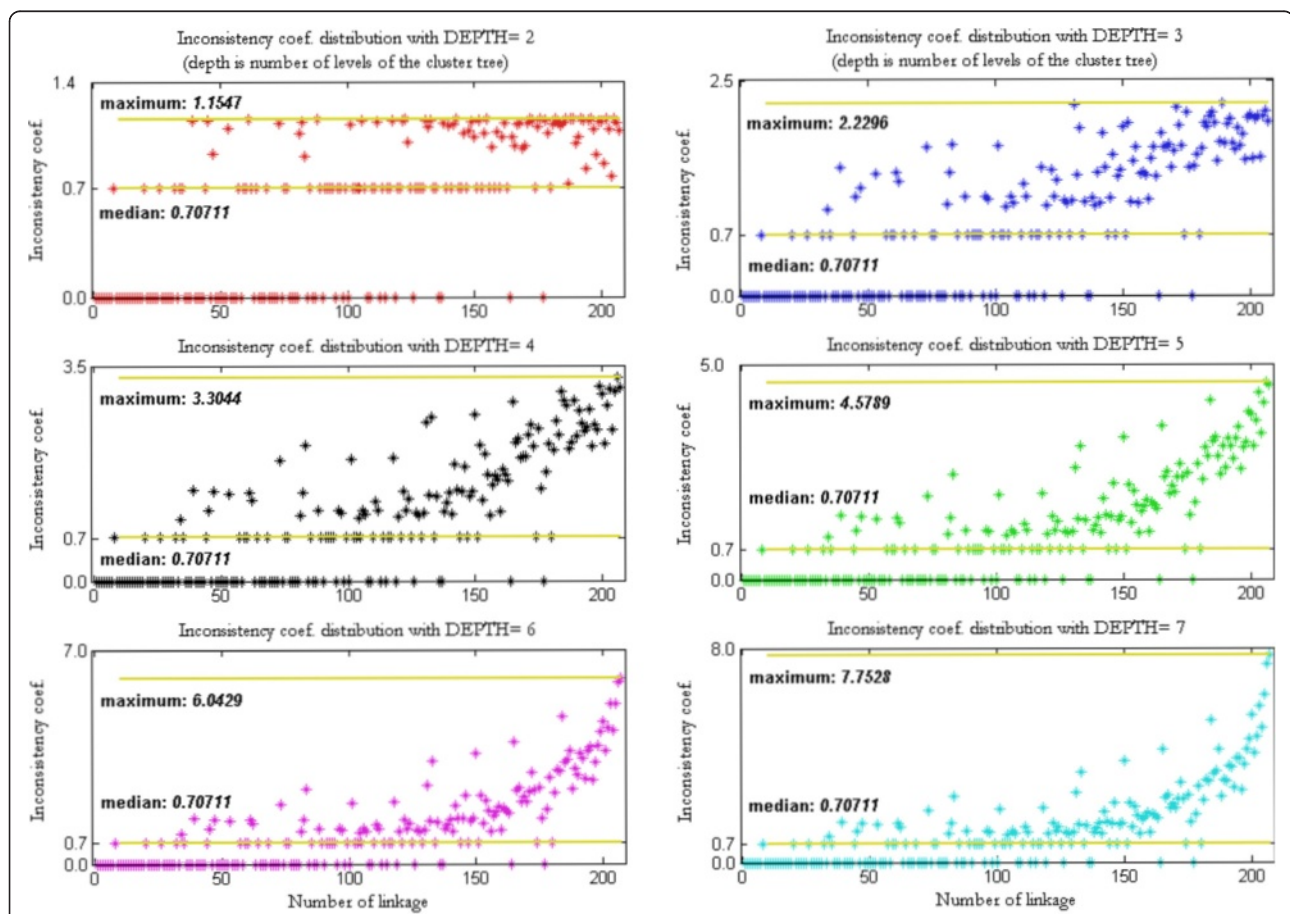 Inconsistency coef. distribution with DEPTH= 2
(depth is number of levels of the cluster tree)
1.4
maximum: 1.1547
Inconsistency coef.
0.7
median: 0.70711
0.0
0 50 100 150 200
Inconsistency coef. distribution with DEPTH= 3
(depth is number of levels of the cluster tree)
2.5
maximum: 2.2296
Inconsistency coef.
0.7
median: 0.70711
0.0
0 50 100 150 200
Inconsistency coef. distribution with DEPTH= 4
3.5
maximum: 3.3044
Inconsistency coef.
0.7
median: 0.70711
0.0
0 50 100 150 200
Inconsistency coef. distribution with DEPTH= 5
5.0
maximum: 4.5789
Inconsistency coef.
median: 0.70711
0.7
0.0
0 50 100 150 200
Inconsistency coef. distribution with DEPTH= 6
7.0
maximum: 6.0429
Inconsistency coef.
median: 0.70711
0.7
0.0
0 50 100 150 200
Number of linkage
Inconsistency coef. distribution with DEPTH= 7
8.0
maximum: 7.7528
Inconsistency coef.
median: 0.70711
0.7
0.0
0 50 100 150 200
Number of linkage